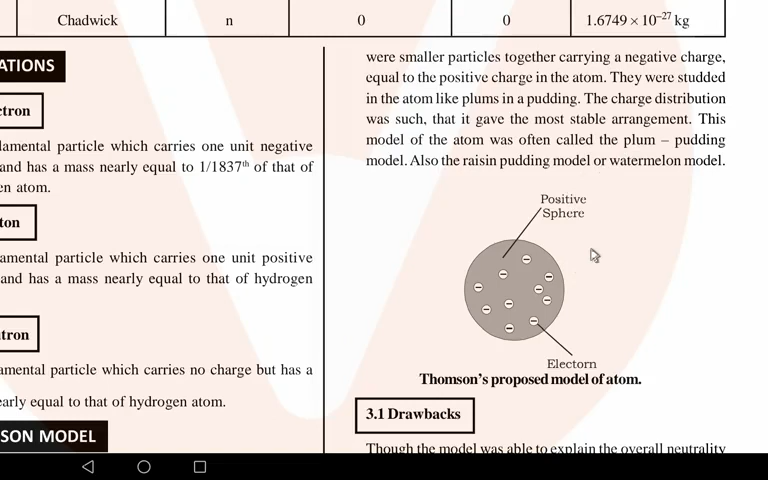 Chadwick n 0 0 1.6749 × 10⁻²⁷ kg
ATIONS
ctron
lamental particle which carries one unit negative
and has a mass nearly equal to 1/1837ᵗʰ of that of
en atom.
ton
amental particle which carries one unit positive
and has a mass nearly equal to that of hydrogen
utron
amental particle which carries no charge but has a
early equal to that of hydrogen atom.
SON MODEL
were smaller particles together carrying a negative charge,
equal to the positive charge in the atom. They were studded
in the atom like plums in a pudding. The charge distribution
was such, that it gave the most stable arrangement. This
model of the atom was often called the plum – pudding
model. Also the raisin pudding model or watermelon model.
Positive
Sphere
Electorn
Thomson's proposed model of atom.
3.1 Drawbacks
Though the model was able to explain the overall neutrality